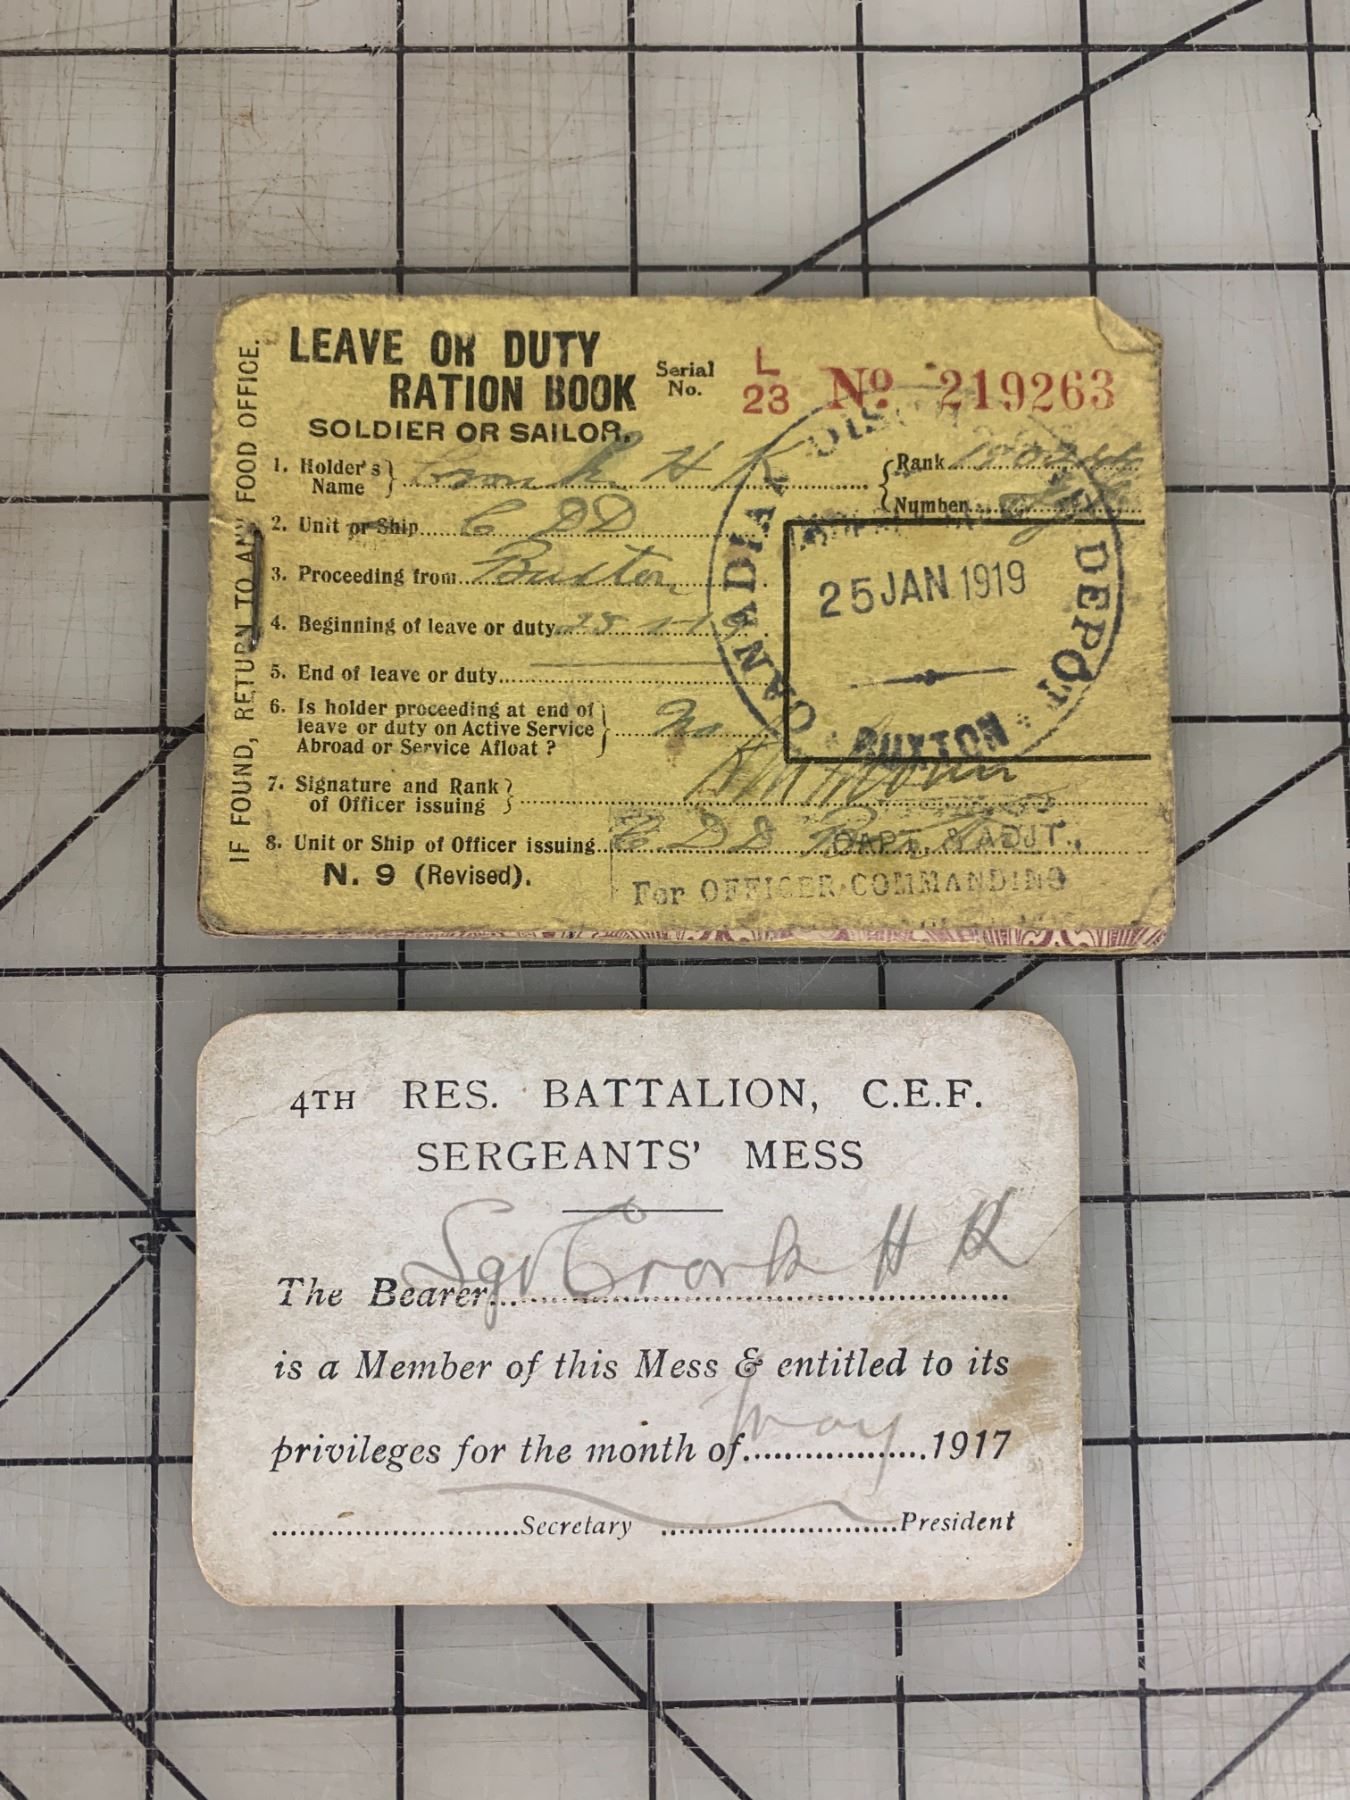 IF FOUND, RETURN TO ANY FOOD OFFICE.
LEAVE OR DUTY
RATION BOOK
SOLDIER OR SAILOR.
Serial No. L 23 Nº 219263
1. Holder's Name H K
Rank
Number
2. Unit or Ship C DD
3. Proceeding from Buxton
4. Beginning of leave or duty 25-1-19
5. End of leave or duty
6. Is holder proceeding at end of leave or duty on Active Service Abroad or Service Afloat ? No
7. Signature and Rank of Officer issuing
8. Unit or Ship of Officer issuing C D D
N. 9 (Revised).
CANADIAN DEPOT
25 JAN 1919
BUXTON
CAPT. & ADJT.,
For OFFICER COMMANDING
4TH RES. BATTALION, C.E.F.
SERGEANTS' MESS
The Bearer Sgt Cronk H K
is a Member of this Mess & entitled to its
privileges for the month of May 1917
Secretary President